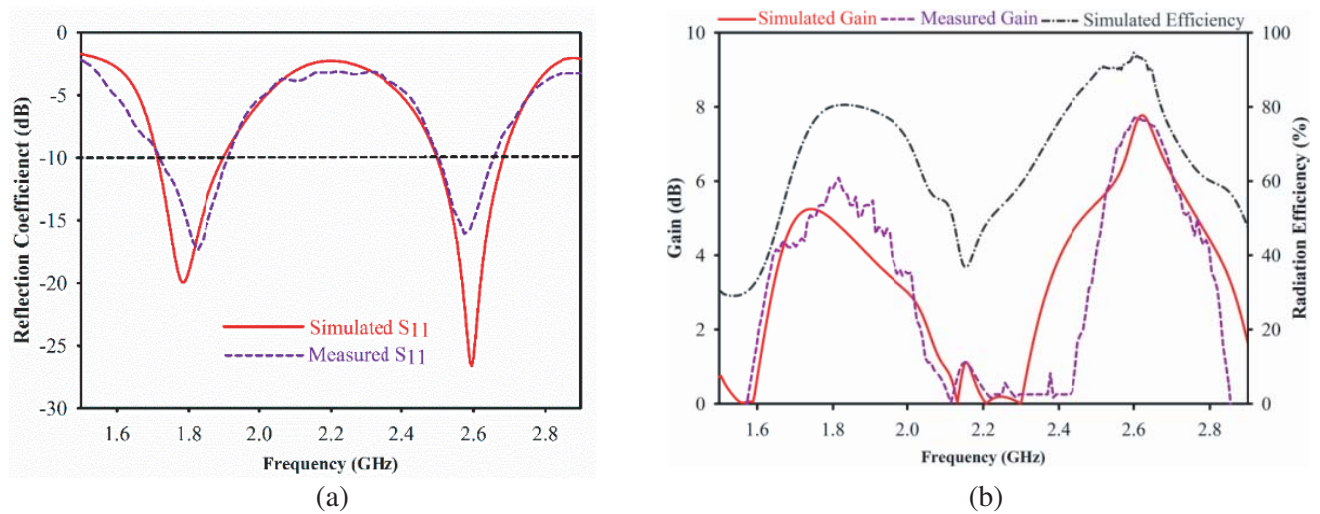 0
-5
-10
-15
-20
-25
-30
Reflection Coefficienct (dB)
Simulated S11
Measured S11
1.6 1.8 2.0 2.2 2.4 2.6 2.8
Frequency (GHz)
(a)
Simulated Gain Measured Gain Simulated Efficiency
10
8
6
4
2
0
Gain (dB)
100
80
60
40
20
0
Radiation Efficiency (%)
1.6 1.8 2.0 2.2 2.4 2.6 2.8
Frequency (GHz)
(b)